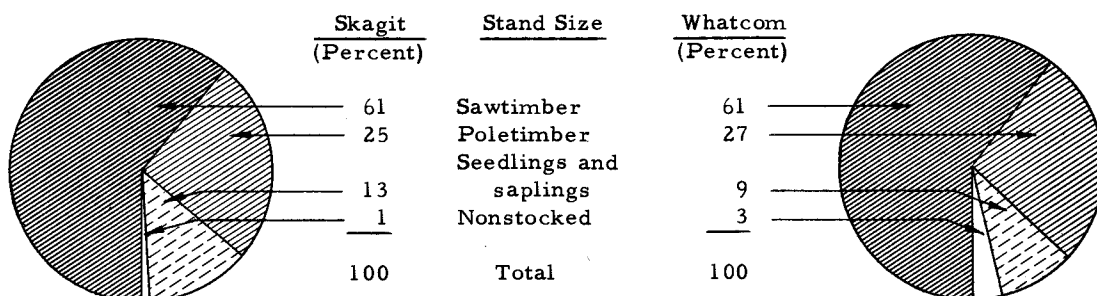 Skagit Stand Size Whatcom
(Percent) (Percent)
61 Sawtimber 61
25 Poletimber 27
Seedlings and
13 saplings 9
1 Nonstocked 3
100 Total 100